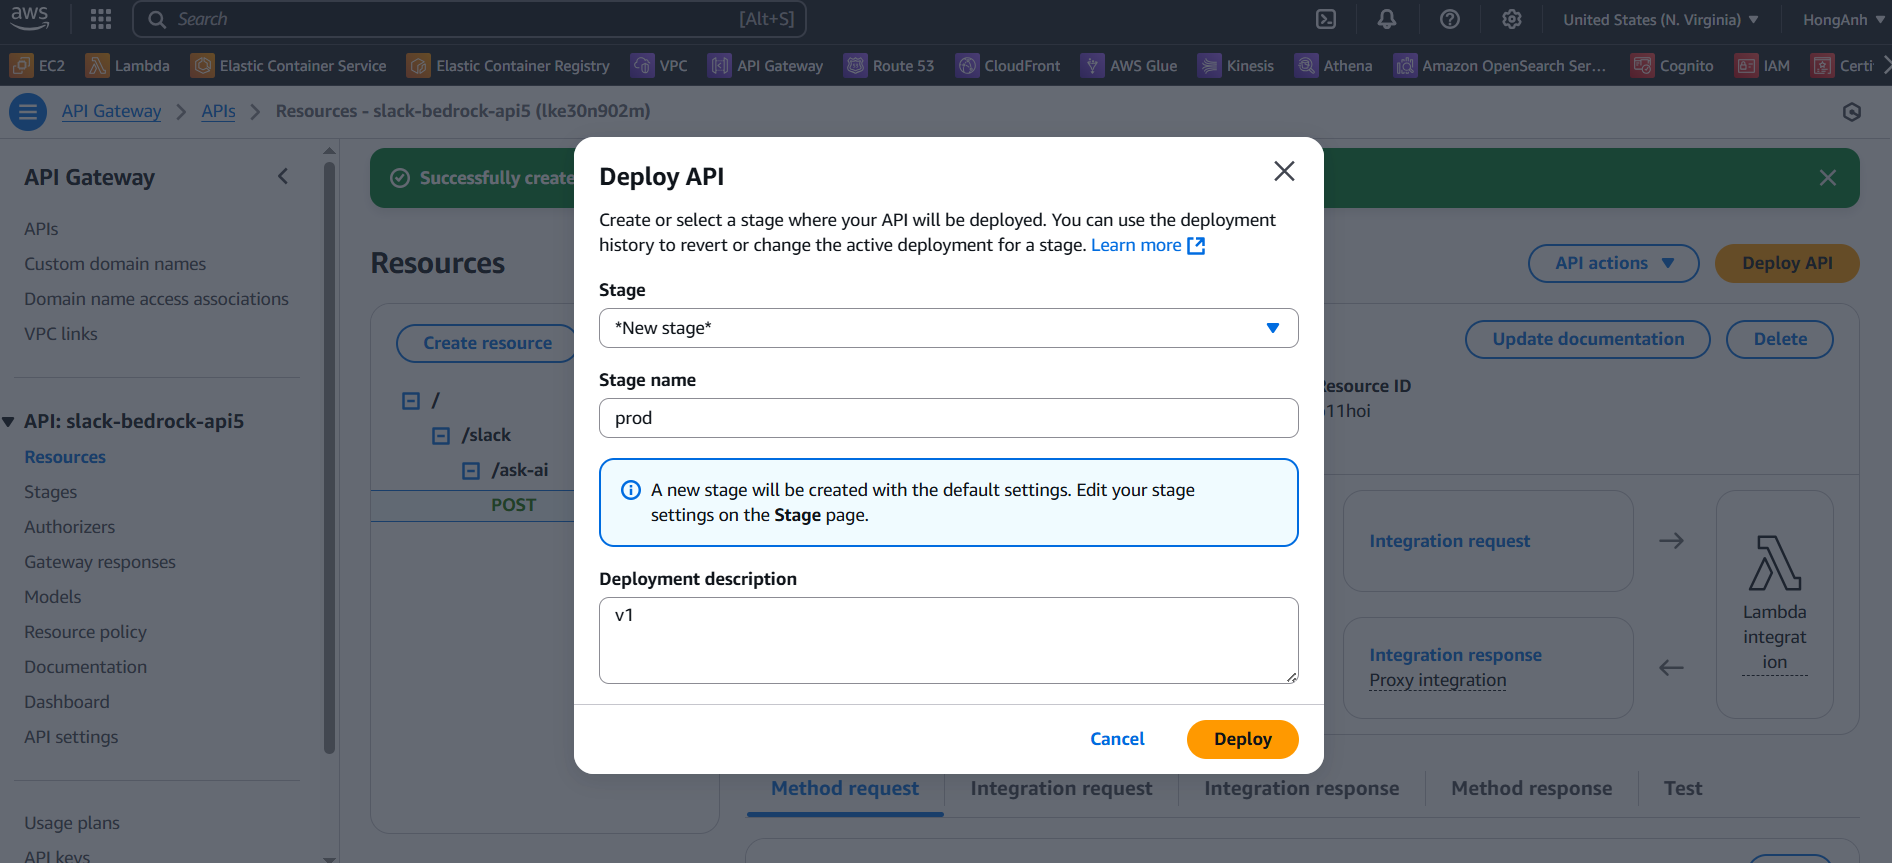 aws
Search
[Alt+S]
United States (N. Virginia)
HongAnh
EC2
Lambda
Elastic Container Service
Elastic Container Registry
VPC
API Gateway
Route 53
CloudFront
AWS Glue
Kinesis
Athena
Amazon OpenSearch Ser...
Cognito
IAM
Certi
API Gateway
APIs
Resources - slack-bedrock-api5 (lke30n902m)
API Gateway
APIs
Custom domain names
Domain name access associations
VPC links
API: slack-bedrock-api5
Resources
Stages
Authorizers
Gateway responses
Models
Resource policy
Documentation
Dashboard
API settings
Usage plans
API keys
Successfully create
Resources
API actions
Deploy API
Create resource
/
/slack
/ask-ai
POST
Update documentation
Delete
Resource ID
11hoi
Integration request
Integration response
Proxy integration
Lambda
integrat
ion
Method request
Integration request
Integration response
Method response
Test
Deploy API
Create or select a stage where your API will be deployed. You can use the deployment
history to revert or change the active deployment for a stage. Learn more
Stage
*New stage*
Stage name
prod
A new stage will be created with the default settings. Edit your stage
settings on the Stage page.
Deployment description
v1
Cancel
Deploy